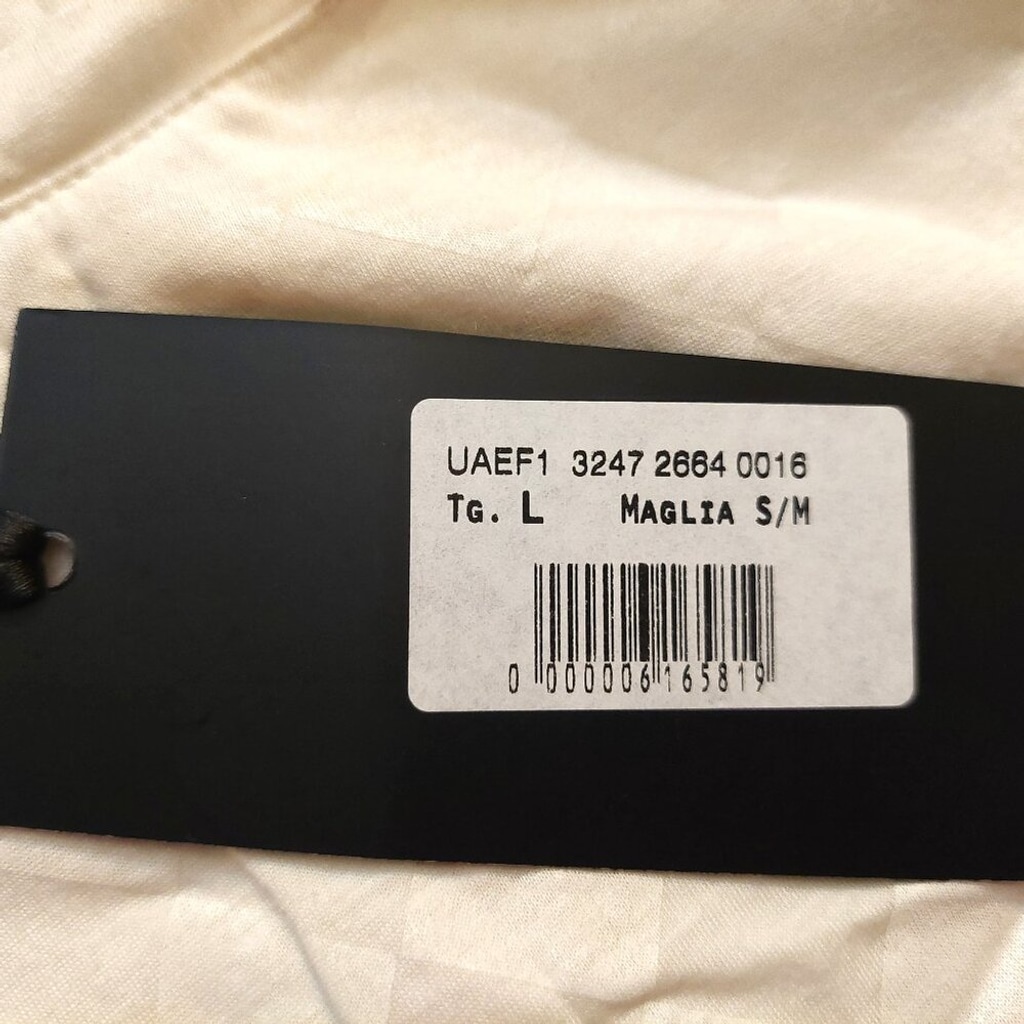 UAEF1 3247 2664 0016
Tg. L Maglia S/M
0 000006 165819